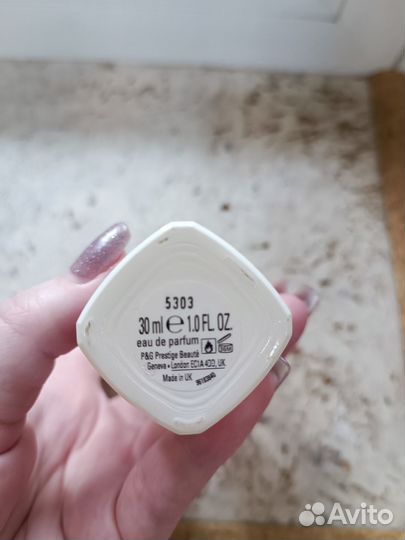 5303
30 ml ℮ 1.0 FL OZ.
eau de parfum
P&G Prestige Beauté
Geneva • London EC1A 4DD, UK
Made in UK
Avito